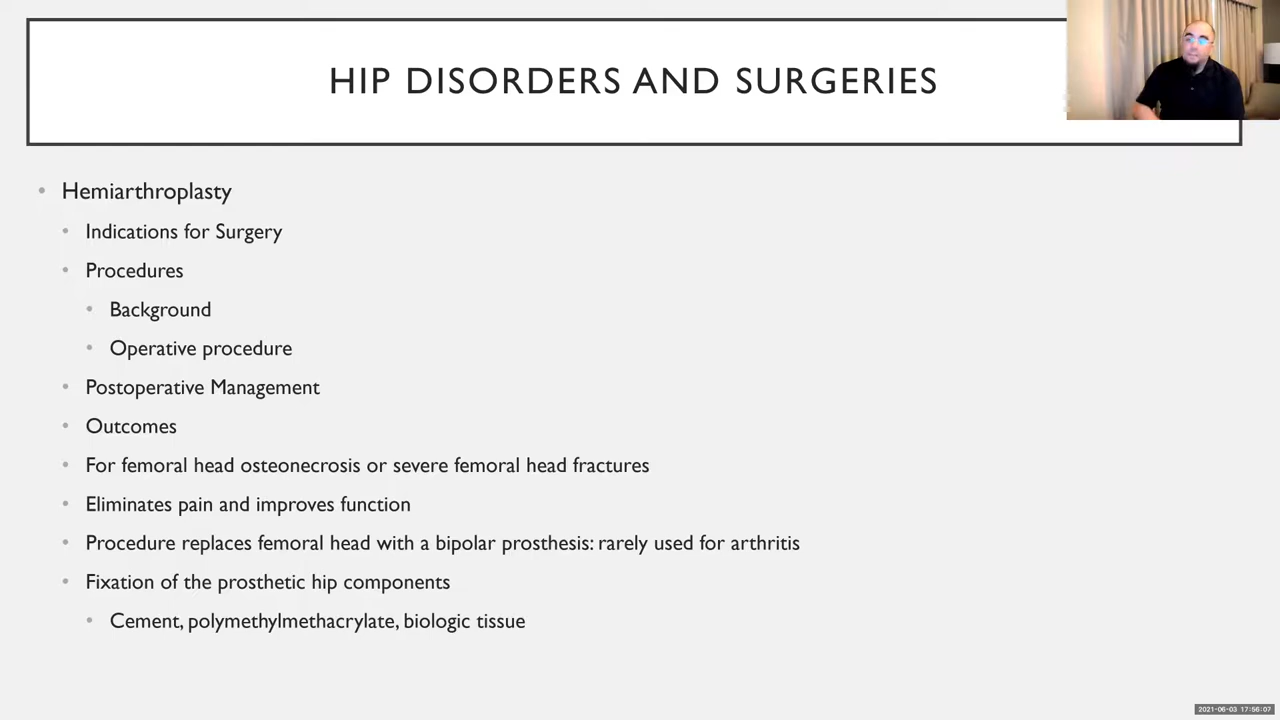 HIP DISORDERS AND SURGERIES
Hemiarthroplasty
Indications for Surgery
Procedures
Background
Operative procedure
Postoperative Management
Outcomes
For femoral head osteonecrosis or severe femoral head fractures
Eliminates pain and improves function
Procedure replaces femoral head with a bipolar prosthesis: rarely used for arthritis
Fixation of the prosthetic hip components
Cement, polymethylmethacrylate, biologic tissue
2021-06-03 17:56:07